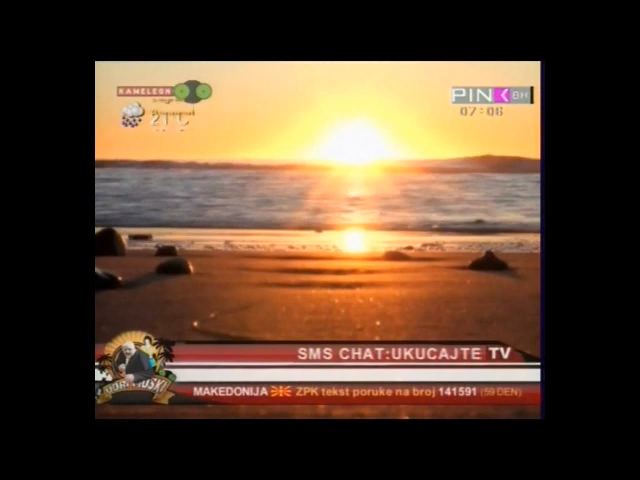 KAMELEON
21°C
PINK BH
07:06
SMS CHAT:UKUCAJTE TV
MAKEDONIJA ZPK tekst poruke na broj 141591 (59 DEN)